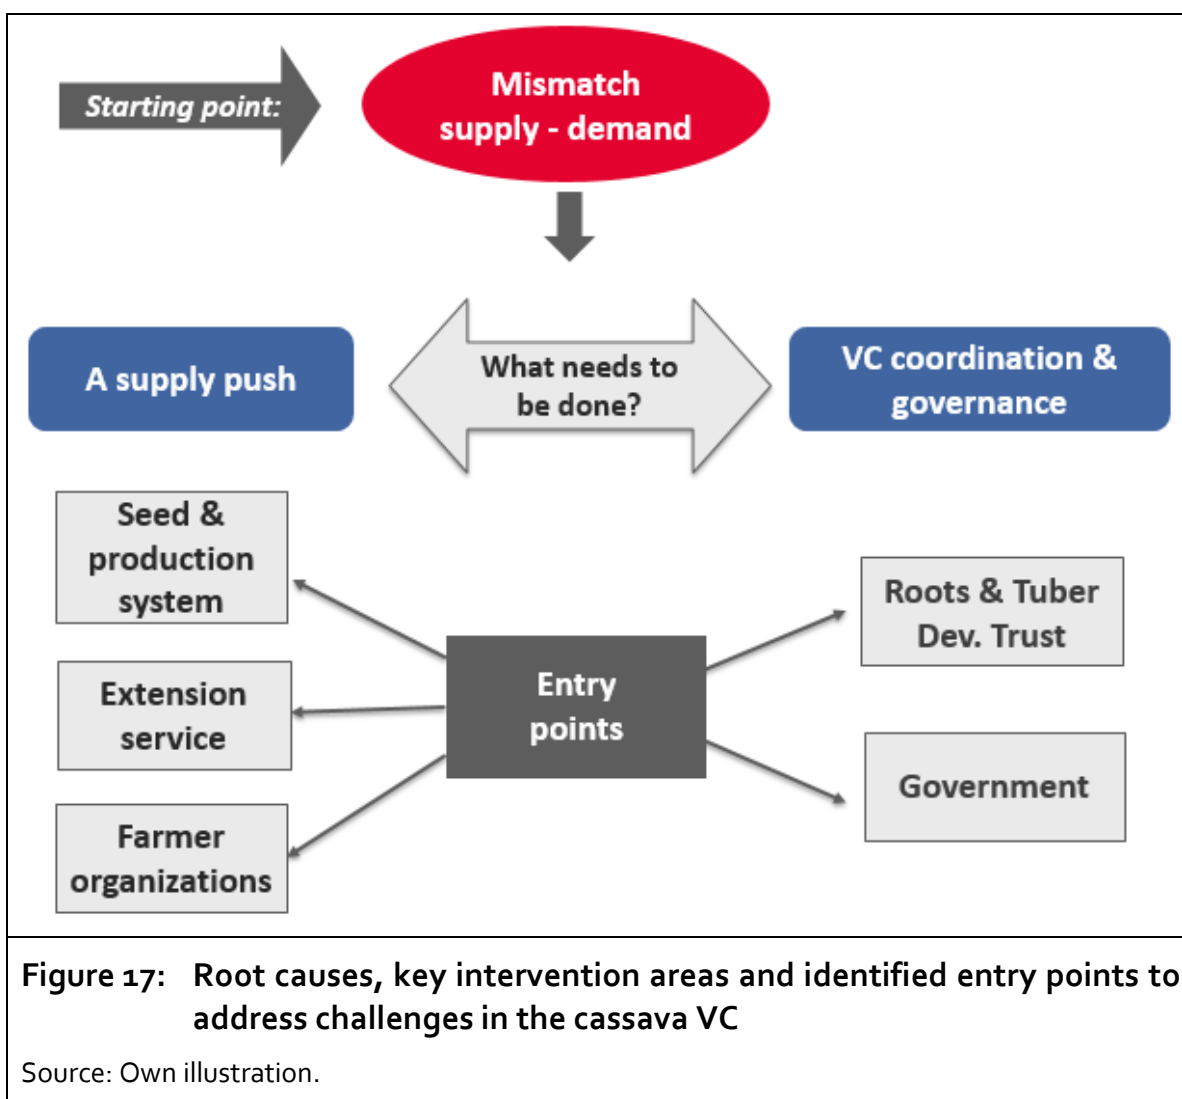 Starting point:
Mismatch
supply - demand
A supply push
What needs to
be done?
VC coordination &
governance
Seed &
production
system
Extension
service
Farmer
organizations
Entry
points
Roots & Tuber
Dev. Trust
Government
Figure 17: Root causes, key intervention areas and identified entry points to
address challenges in the cassava VC
Source: Own illustration.